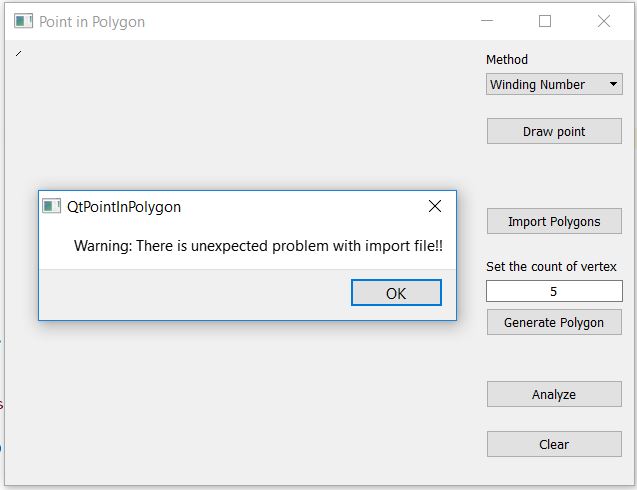 Point in Polygon
Method
Winding Number
Draw point
QtPointInPolygon
Warning: There is unexpected problem with import file!!
OK
Import Polygons
Set the count of vertex
5
Generate Polygon
Analyze
Clear